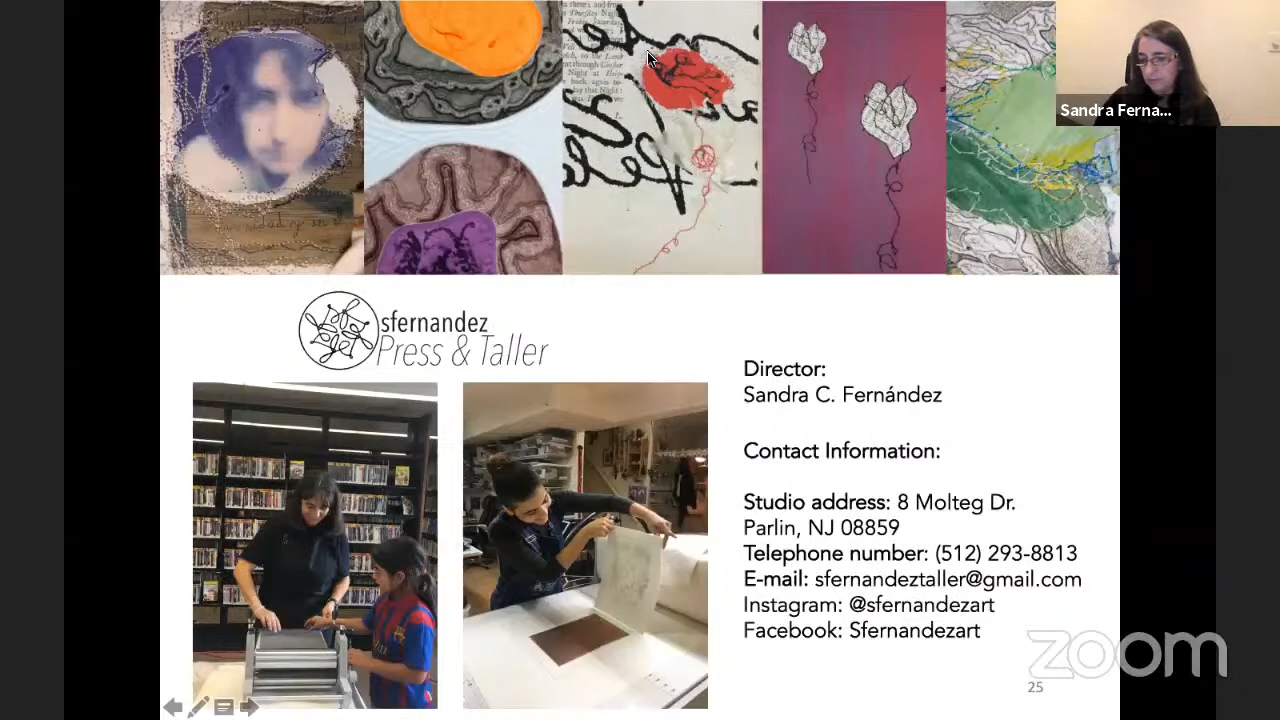 Sandra Ferna...
sfernandez
Press & Taller
Director:
Sandra C. Fernández
Contact Information:
Studio address: 8 Molteg Dr.
Parlin, NJ 08859
Telephone number: (512) 293-8813
E-mail: sfernandeztaller@gmail.com
Instagram: @sfernandezart
Facebook: Sfernandezart
zoom
25